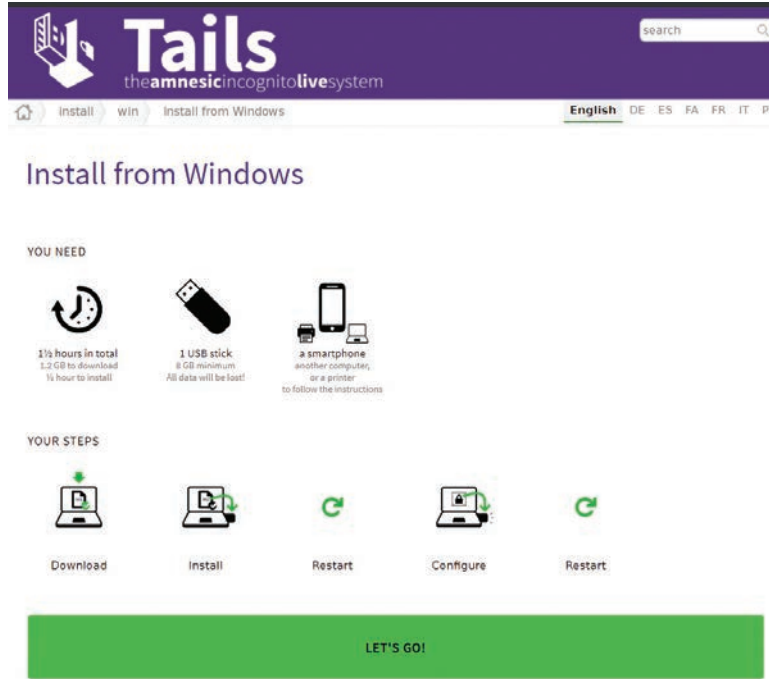 Tails
search
theamnesicincognitolivesystem
install win Install from Windows
English DE ES FA FR IT P
Install from Windows
YOU NEED
1½ hours in total
1.2 GB to download
½ hour to install
1 USB stick
8 GB minimum
All data will be lost!
a smartphone
another computer,
or a printer
to follow the instructions
YOUR STEPS
Download Install Restart Configure Restart
LET'S GO!